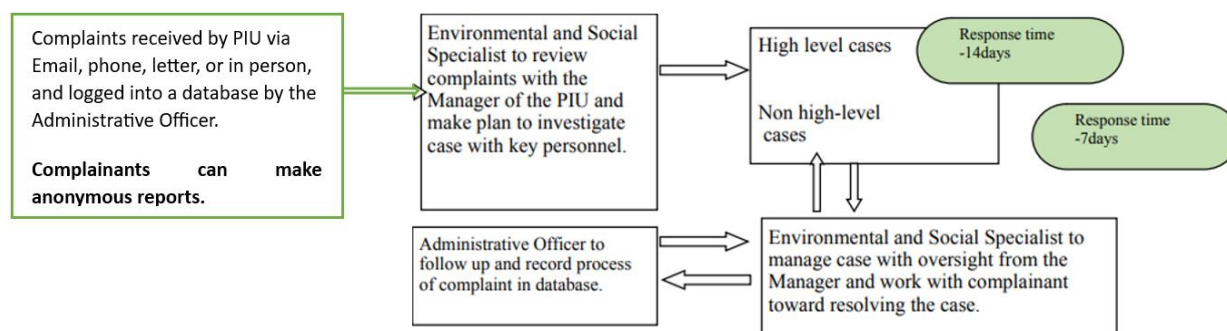 Complaints received by PIU via
Email, phone, letter, or in person,
and logged into a database by the
Administrative Officer.
Complainants can make
anonymous reports.
Environmental and Social
Specialist to review
complaints with the
Manager of the PIU and
make plan to investigate
case with key personnel.
High level cases
Non high-level
cases
Response time
-14days
Response time
-7days
Administrative Officer to
follow up and record process
of complaint in database.
Environmental and Social Specialist to
manage case with oversight from the
Manager and work with complainant
toward resolving the case.